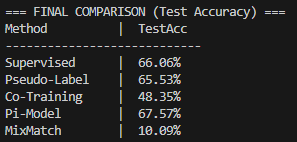 === FINAL COMPARISON (Test Accuracy) ===
Method          |  TestAcc
-----------------------------
Supervised      |  66.06%
Pseudo-Label    |  65.53%
Co-Training     |  48.35%
Pi-Model        |  67.57%
MixMatch        |  10.09%